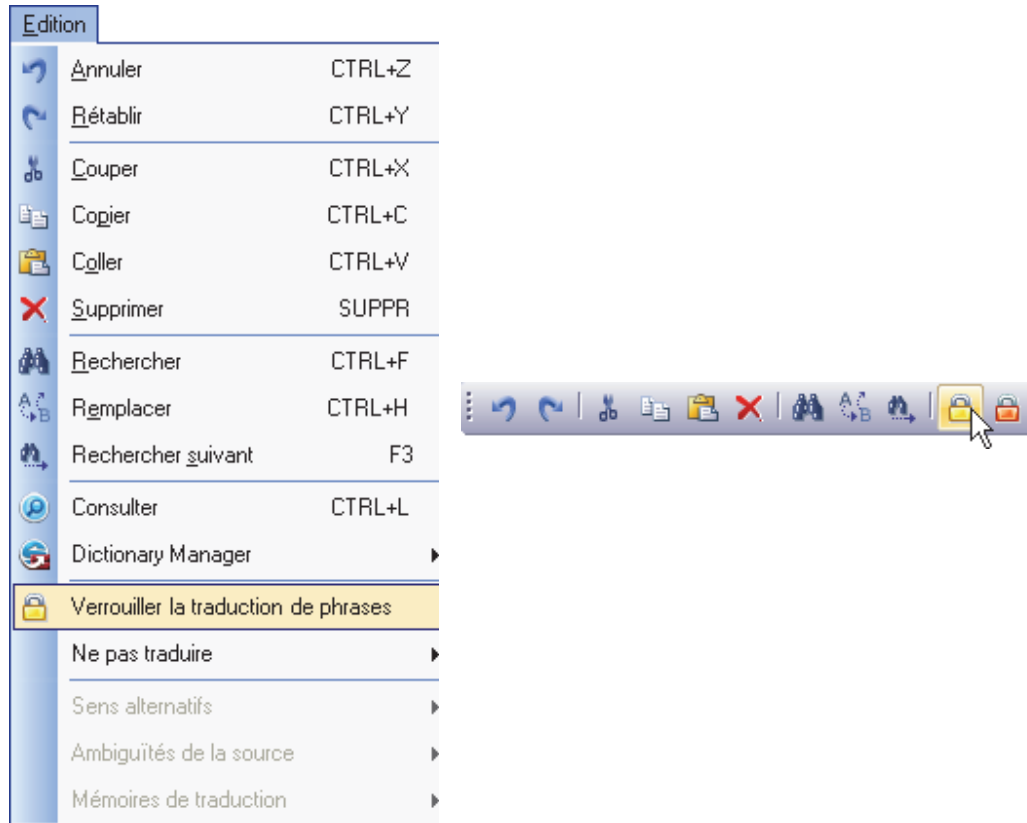 Edition
Annuler CTRL+Z
Rétablir CTRL+Y
Couper CTRL+X
Copier CTRL+C
Coller CTRL+V
Supprimer SUPPR
Rechercher CTRL+F
Remplacer CTRL+H
Rechercher suivant F3
Consulter CTRL+L
Dictionary Manager
Verrouiller la traduction de phrases
Ne pas traduire
Sens alternatifs
Ambiguïtés de la source
Mémoires de traduction